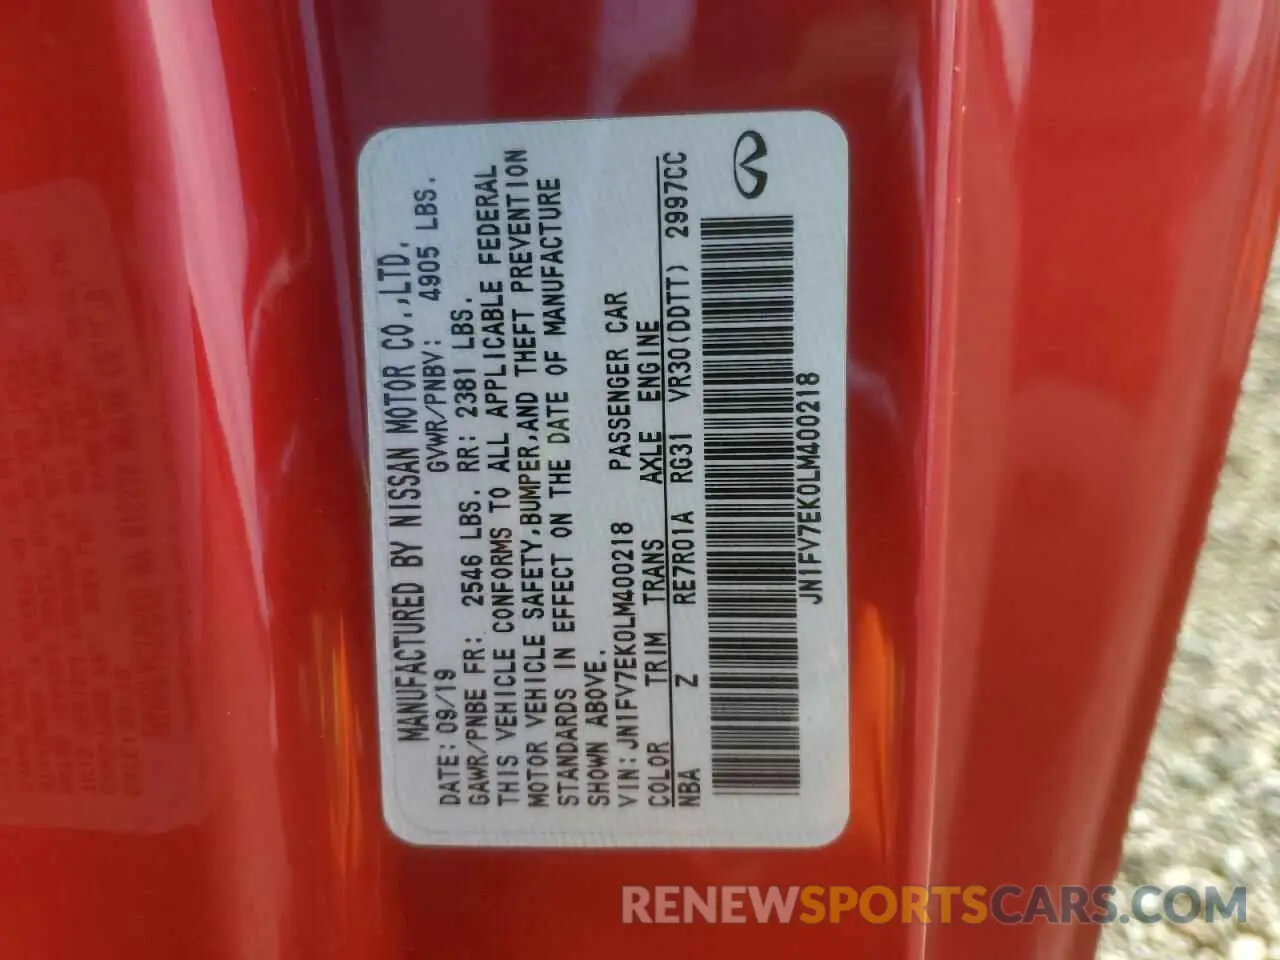 MANUFACTURED BY NISSAN MOTOR CO.,LTD.
DATE:09/19 GVWR/PNBV: 4905 LBS.
GAWR/PNBE FR: 2546 LBS. RR: 2381 LBS.
THIS VEHICLE CONFORMS TO ALL APPLICABLE FEDERAL
MOTOR VEHICLE SAFETY,BUMPER,AND THEFT PREVENTION
STANDARDS IN EFFECT ON THE DATE OF MANUFACTURE
SHOWN ABOVE.
VIN:JN1FV7EK0LM400218 PASSENGER CAR
COLOR TRIM TRANS AXLE ENGINE
NBA Z RE7R01A RG31 VR30(DDTT) 2997CC
JN1FV7EK0LM400218
RENEWSPORTSCARS.COM